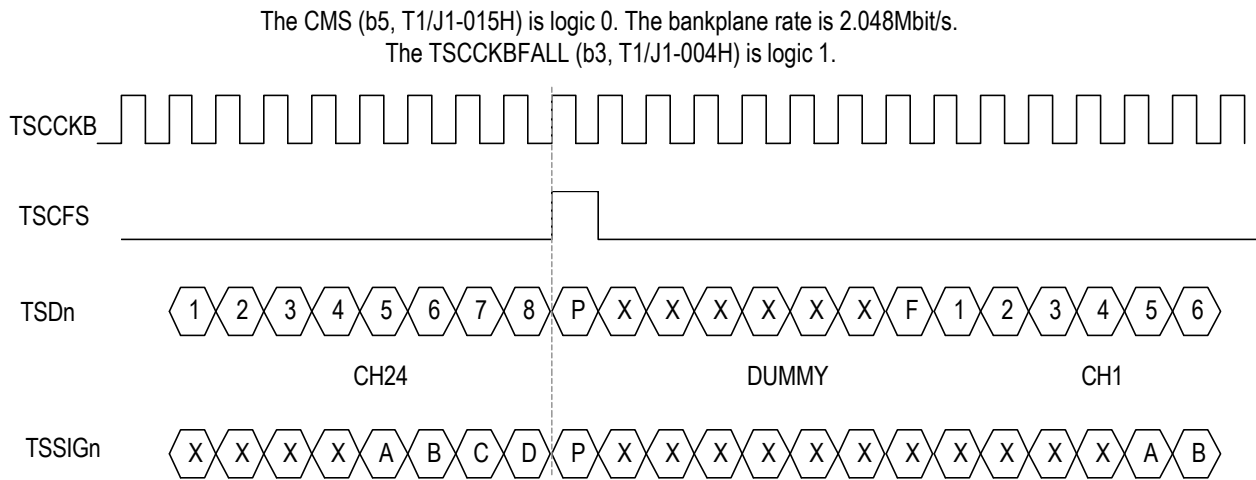 The CMS (b5, T1/J1-015H) is logic 0. The bankplane rate is 2.048Mbit/s.
The TSCCKBFALL (b3, T1/J1-004H) is logic 1.
TSCCKB
TSCFS
TSDn 1 2 3 4 5 6 7 8 P X X X X X X F 1 2 3 4 5 6
CH24 DUMMY CH1
TSSIGn X X X X A B C D P X X X X X X X X X X X A B